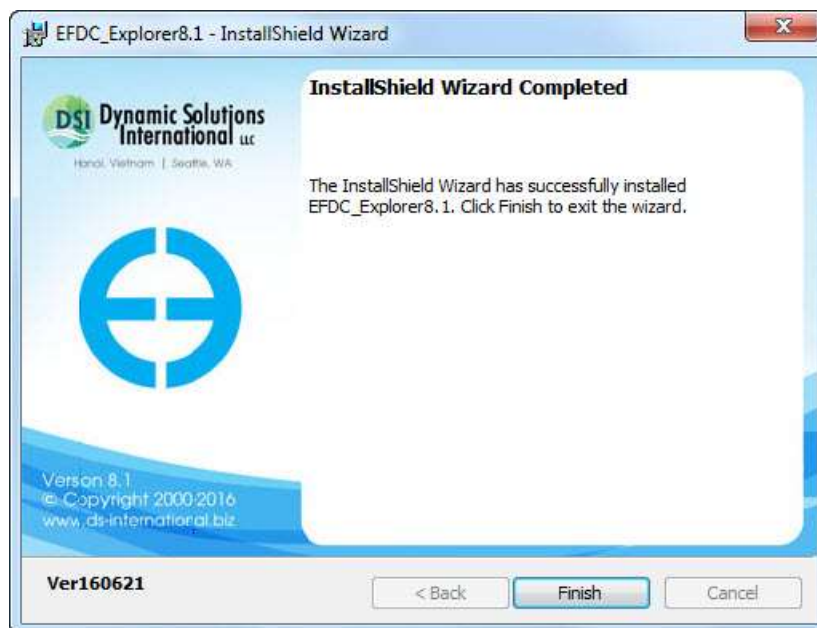 EFDC_Explorer8.1 - InstallShield Wizard
DSI Dynamic Solutions
International LLC
Hanoi, Vietnam | Seattle, WA
InstallShield Wizard Completed
The InstallShield Wizard has successfully installed
EFDC_Explorer8.1. Click Finish to exit the wizard.
Verson 8.1
© Copyright 2000-2016
www.ds-international.biz
Ver160621
< Back
Finish
Cancel